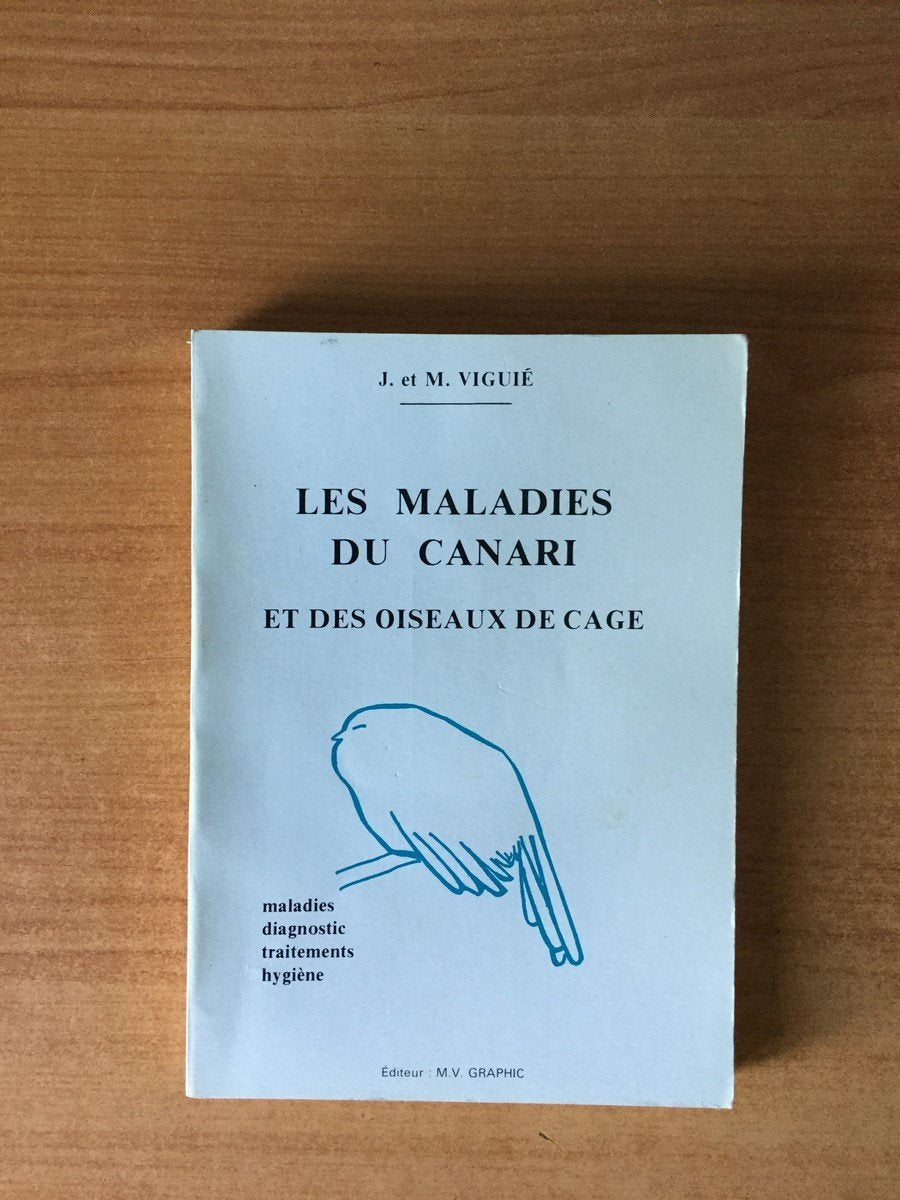 J. et M. VIGUIÉ
LES MALADIES
DU CANARI
ET DES OISEAUX DE CAGE
maladies
diagnostic
traitements
hygiène
Éditeur : M.V. GRAPHIC